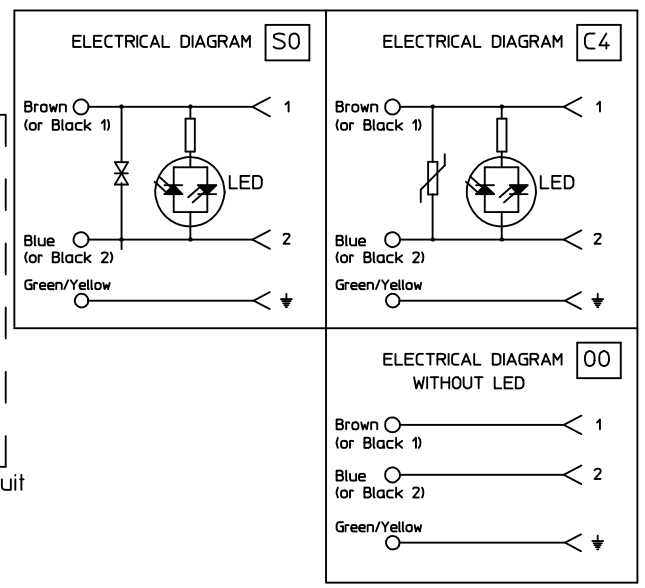 ELECTRICAL DIAGRAM S0
Brown 1
(or Black 1)
LED
Blue 2
(or Black 2)
Green/Yellow
ELECTRICAL DIAGRAM C4
Brown 1
(or Black 1)
LED
Blue 2
(or Black 2)
Green/Yellow
ELECTRICAL DIAGRAM 00
WITHOUT LED
Brown 1
(or Black 1)
Blue 2
(or Black 2)
Green/Yellow
uit